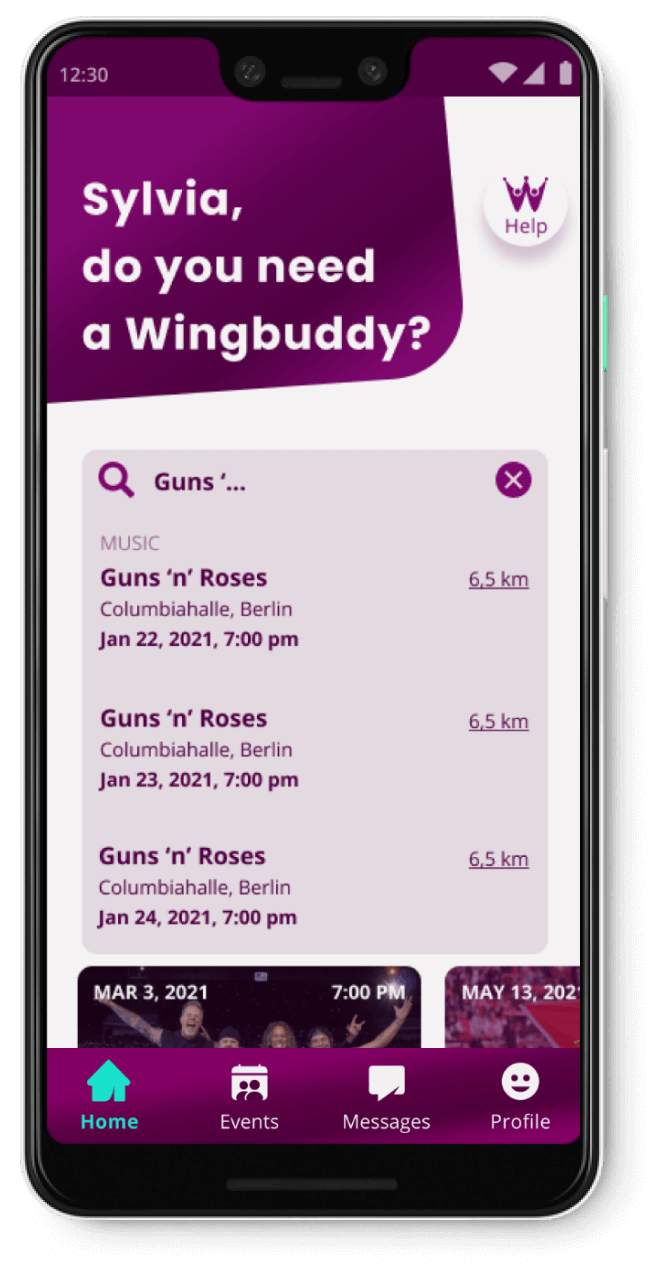 12:30
Sylvia,
do you need
a Wingbuddy?
Help
Guns ‘...
MUSIC
Guns ‘n’ Roses
6,5 km
Columbiahalle, Berlin
Jan 22, 2021, 7:00 pm
Guns ‘n’ Roses
6,5 km
Columbiahalle, Berlin
Jan 23, 2021, 7:00 pm
Guns ‘n’ Roses
6,5 km
Columbiahalle, Berlin
Jan 24, 2021, 7:00 pm
MAR 3, 2021
7:00 PM
MAY 13, 202
Home
Events
Messages
Profile